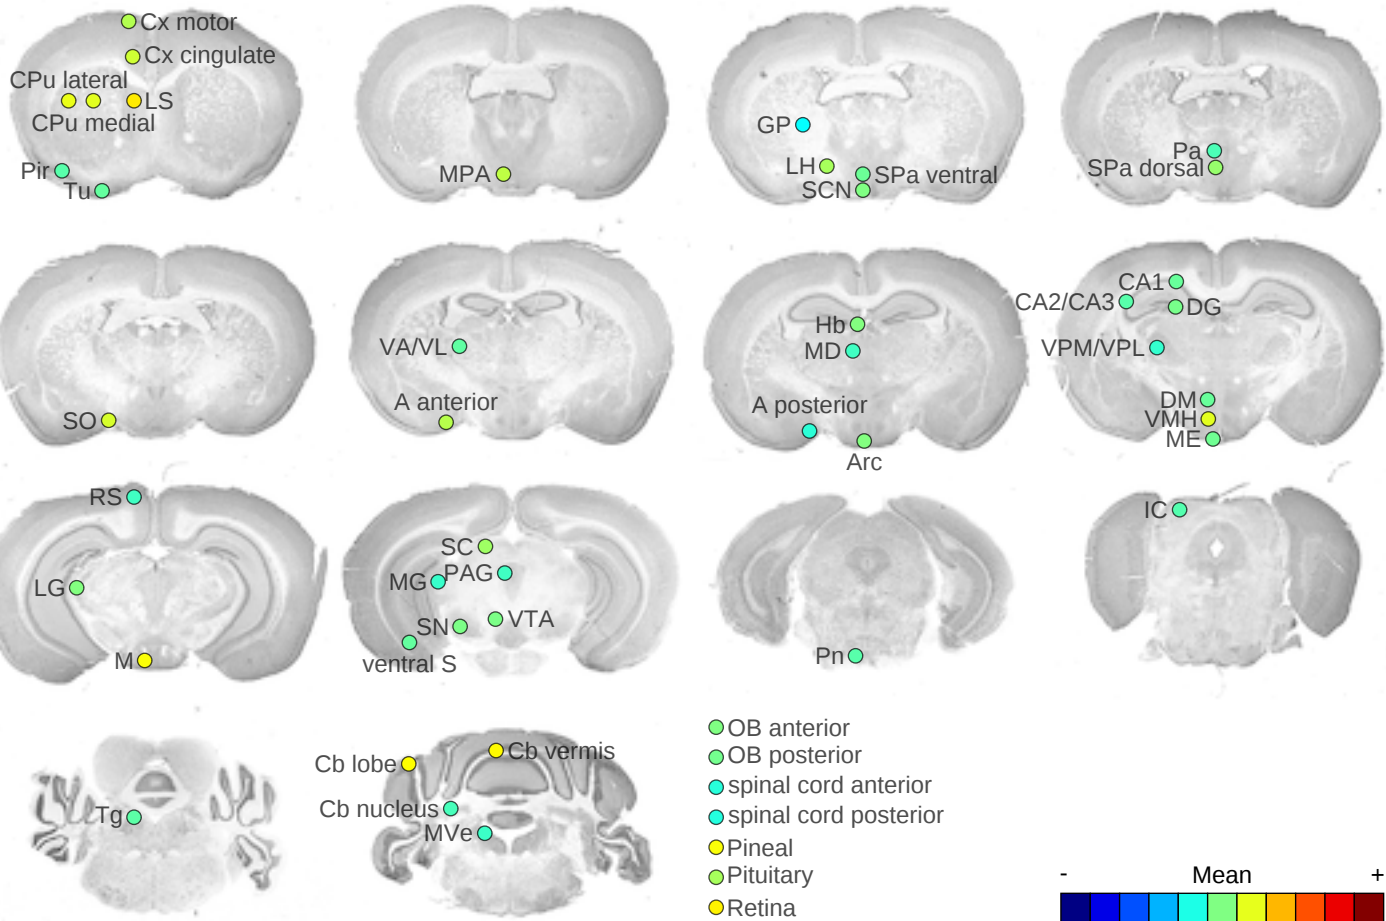 Cx motor
Cx cingulate
CPu lateral
LS
CPu medial
Pir
Tu
MPA
GP
LH
SPa ventral
SCN
Pa
SPa dorsal
SO
VA/VL
A anterior
Hb
MD
A posterior
Arc
CA1
CA2/CA3
DG
VPM/VPL
DM
VMH
ME
RS
LG
M
SC
MG
PAG
SN
VTA
ventral S
Pn
IC
Tg
Cb lobe
Cb vermis
Cb nucleus
MVe
OB anterior
OB posterior
spinal cord anterior
spinal cord posterior
Pineal
Pituitary
Retina
- Mean +